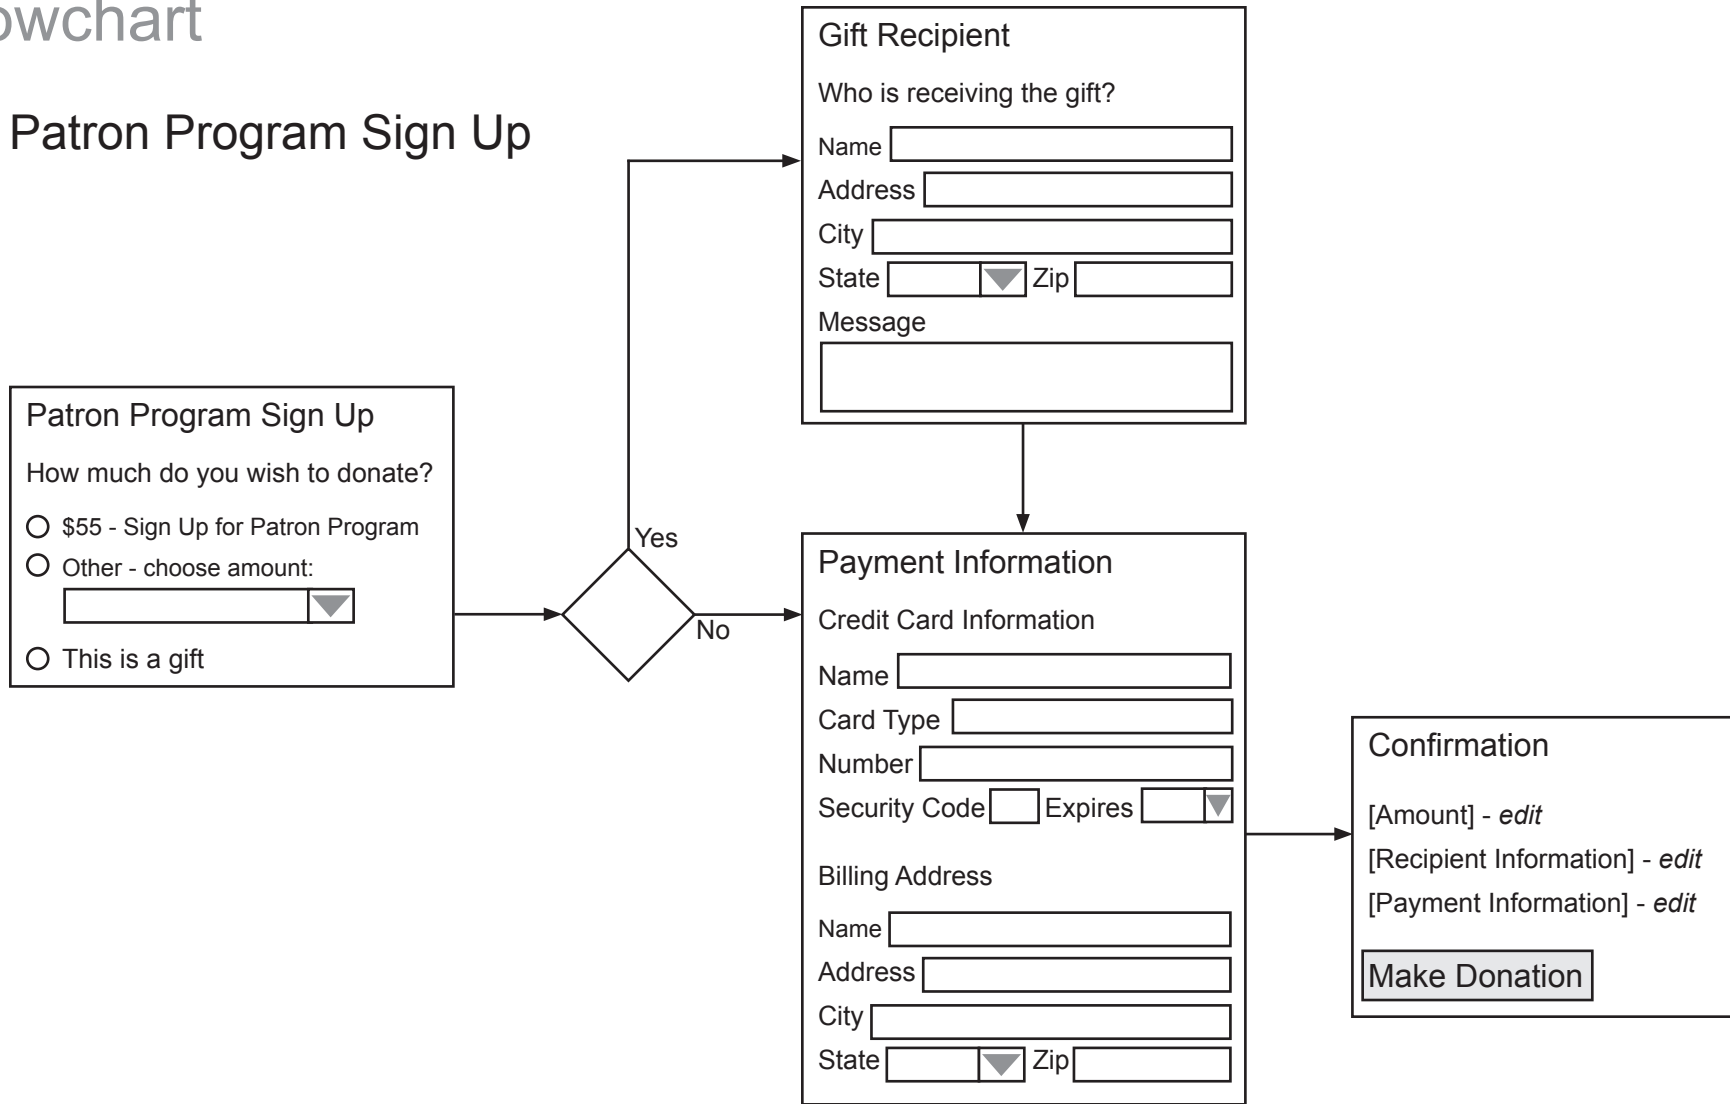 owchart
Patron Program Sign Up
Patron Program Sign Up
How much do you wish to donate?
$55 - Sign Up for Patron Program
Other - choose amount:
This is a gift
Yes
No
Gift Recipient
Who is receiving the gift?
Name
Address
City
State Zip
Message
Payment Information
Credit Card Information
Name
Card Type
Number
Security Code Expires
Billing Address
Name
Address
City
State Zip
Confirmation
[Amount] - edit
[Recipient Information] - edit
[Payment Information] - edit
Make Donation